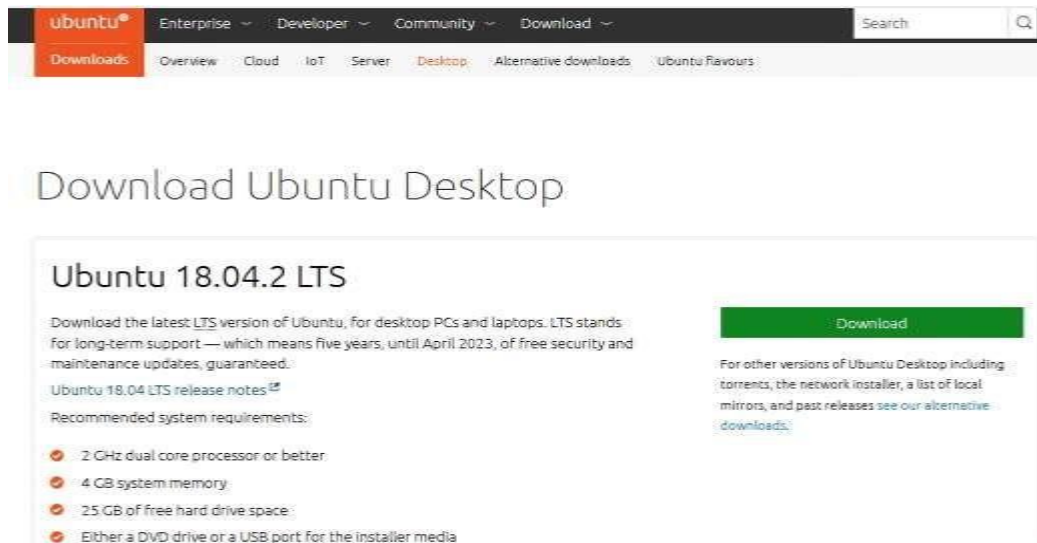 ubuntu® Enterprise Developer Community Download Search
Downloads Overview Cloud IoT Server Desktop Alternative downloads Ubuntu flavours
Download Ubuntu Desktop
Ubuntu 18.04.2 LTS
Download the latest LTS version of Ubuntu, for desktop PCs and laptops. LTS stands
for long-term support — which means five years, until April 2023, of free security and
maintenance updates, guaranteed.
Ubuntu 18.04 LTS release notes
Recommended system requirements:
2 GHz dual core processor or better
4 GB system memory
25 GB of free hard drive space
Either a DVD drive or a USB port for the installer media
Download
For other versions of Ubuntu Desktop including
torrents, the network installer, a list of local
mirrors, and past releases see our alternative
downloads.